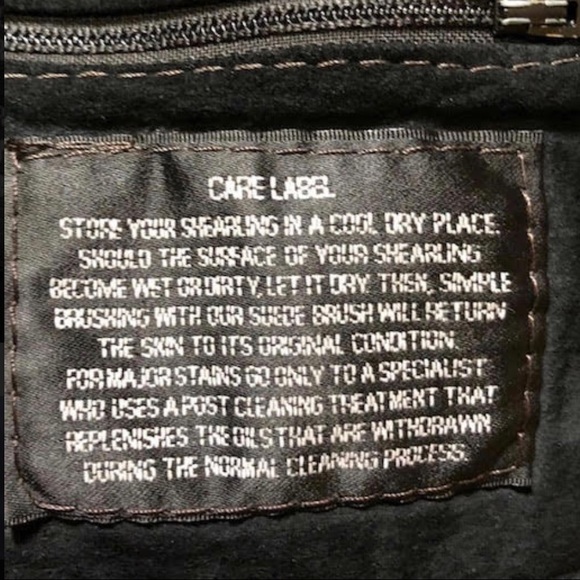 CARE LABEL
STORE YOUR SHEARLING IN A COOL DRY PLACE.
SHOULD THE SURFACE OF YOUR SHEARLING
BECOME WET OR DIRTY, LET IT DRY. THEN, SIMPLE
BRUSHING WITH OUR SUEDE BRUSH WILL RETURN
THE SKIN TO ITS ORIGINAL CONDITION.
FOR MAJOR STAINS GO ONLY TO A SPECIALIST
WHO USES A POST CLEANING TREATMENT THAT
REPLENISHES THE OILS THAT ARE WITHDRAWN
DURING THE NORMAL CLEANING PROCESS.